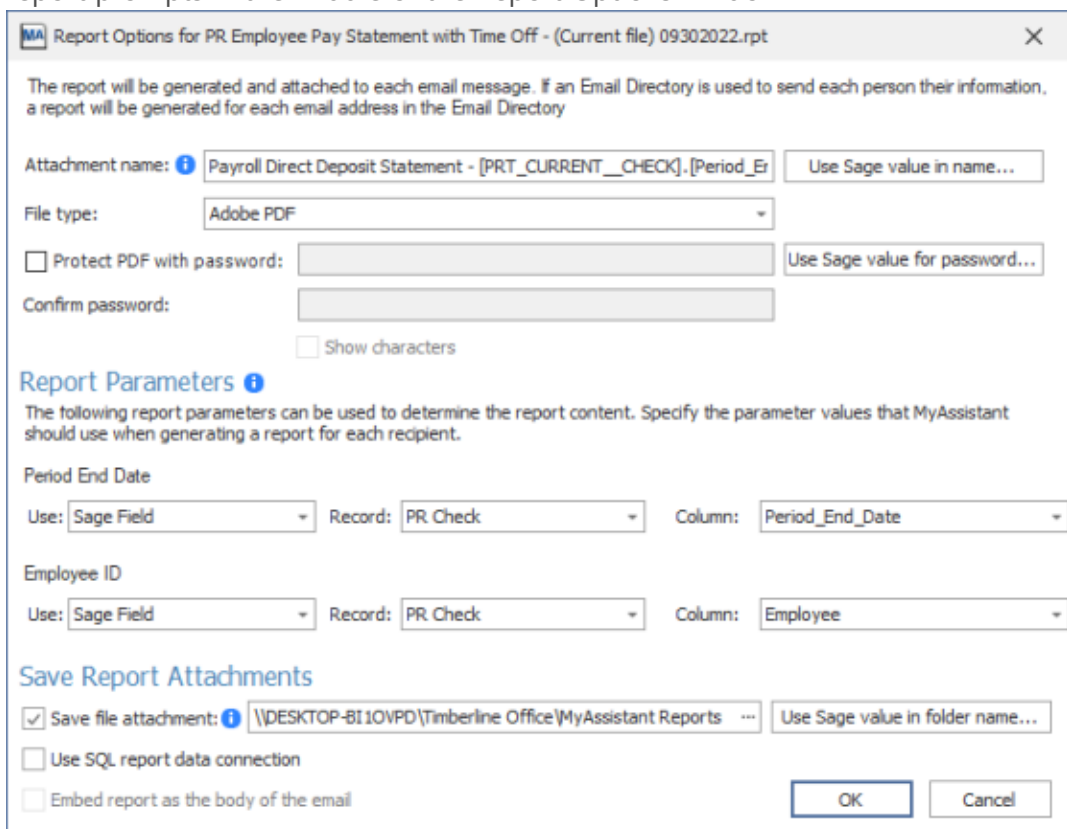 MA Report Options for PR Employee Pay Statement with Time Off - (Current file) 09302022.rpt
The report will be generated and attached to each email message. If an Email Directory is used to send each person their information,
a report will be generated for each email address in the Email Directory
Attachment name: Payroll Direct Deposit Statement - [PRT_CURRENT__CHECK].[Period_Er Use Sage value in name...
File type: Adobe PDF
Protect PDF with password: Use Sage value for password...
Confirm password:
Show characters
Report Parameters
The following report parameters can be used to determine the report content. Specify the parameter values that MyAssistant
should use when generating a report for each recipient.
Period End Date
Use: Sage Field Record: PR Check Column: Period_End_Date
Employee ID
Use: Sage Field Record: PR Check Column: Employee
Save Report Attachments
Save file attachment: \\DESKTOP-BI1OVPD\Timberline Office\MyAssistant Reports ... Use Sage value in folder name...
Use SQL report data connection
Embed report as the body of the email
OK Cancel